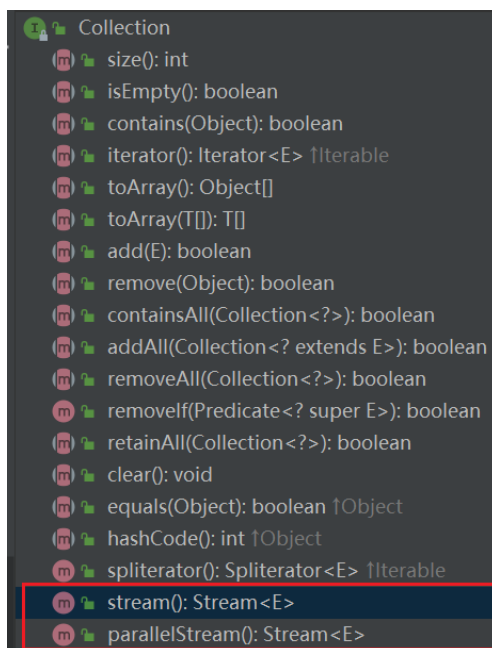 Collection
size(): int
isEmpty(): boolean
contains(Object): boolean
iterator(): Iterator<E> ↑Iterable
toArray(): Object[]
toArray(T[]): T[]
add(E): boolean
remove(Object): boolean
containsAll(Collection<?>): boolean
addAll(Collection<? extends E>): boolean
removeAll(Collection<?>): boolean
removeIf(Predicate<? super E>): boolean
retainAll(Collection<?>): boolean
clear(): void
equals(Object): boolean ↑Object
hashCode(): int ↑Object
spliterator(): Spliterator<E> ↑Iterable
stream(): Stream<E>
parallelStream(): Stream<E>